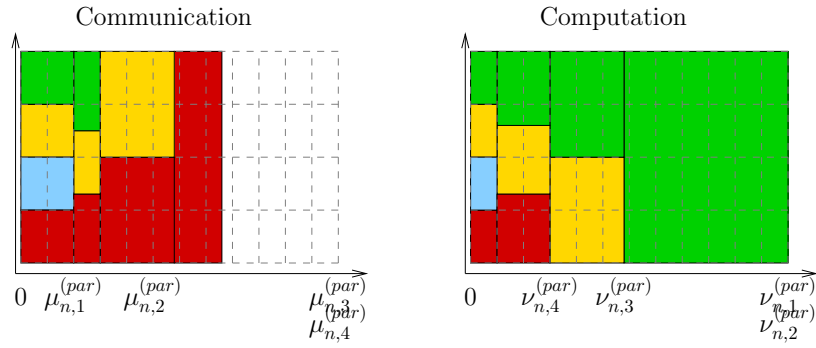 Communication Computation
0 μ_{n,1}^{(par)} μ_{n,2}^{(par)} μ_{n,3}^{(par)} 0 ν_{n,4}^{(par)} ν_{n,3}^{(par)} ν_{n,1}^{(par)}
μ_{n,4}^{(par)} ν_{n,2}^{(par)}